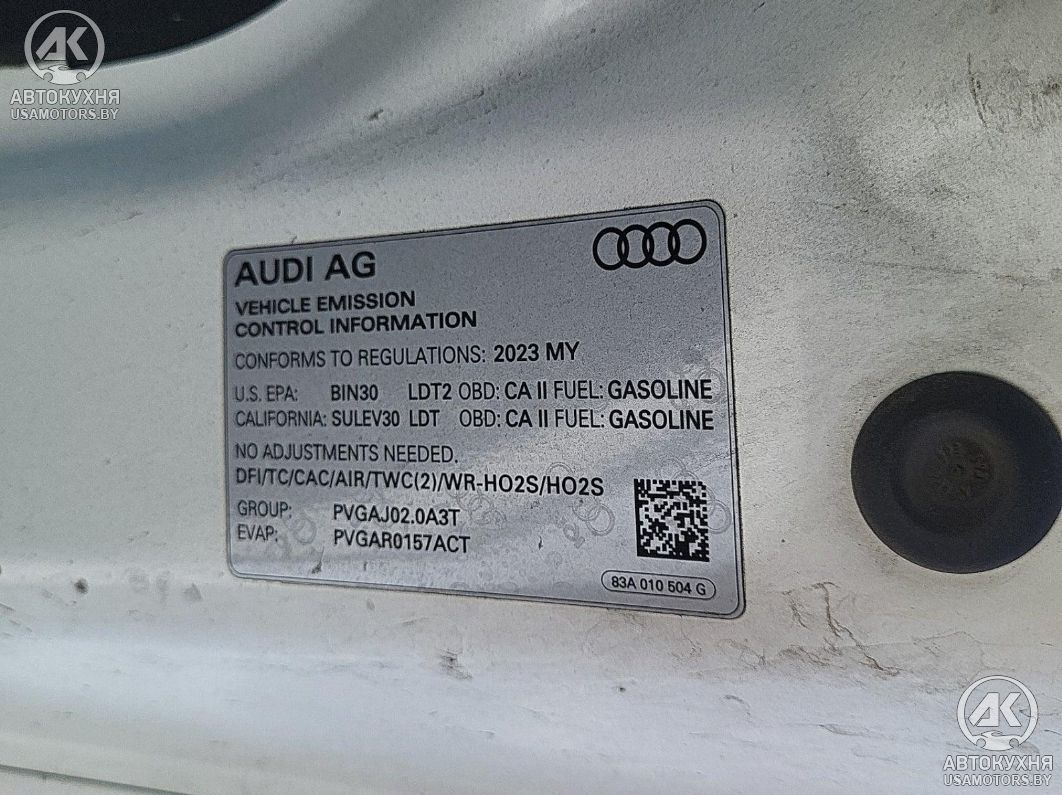 АК
АВТОКУХНЯ
USAMOTORS.BY
AUDI AG
VEHICLE EMISSION
CONTROL INFORMATION
CONFORMS TO REGULATIONS: 2023 MY
U.S. EPA: BIN30 LDT2 OBD: CA II FUEL: GASOLINE
CALIFORNIA: SULEV30 LDT OBD: CA II FUEL: GASOLINE
NO ADJUSTMENTS NEEDED.
DFI/TC/CAC/AIR/TWC(2)/WR-HO2S/HO2S
GROUP: PVGAJ02.0A3T
EVAP: PVGAR0157ACT
83A 010 504 G
АК
АВТОКУХНЯ
USAMOTORS.BY